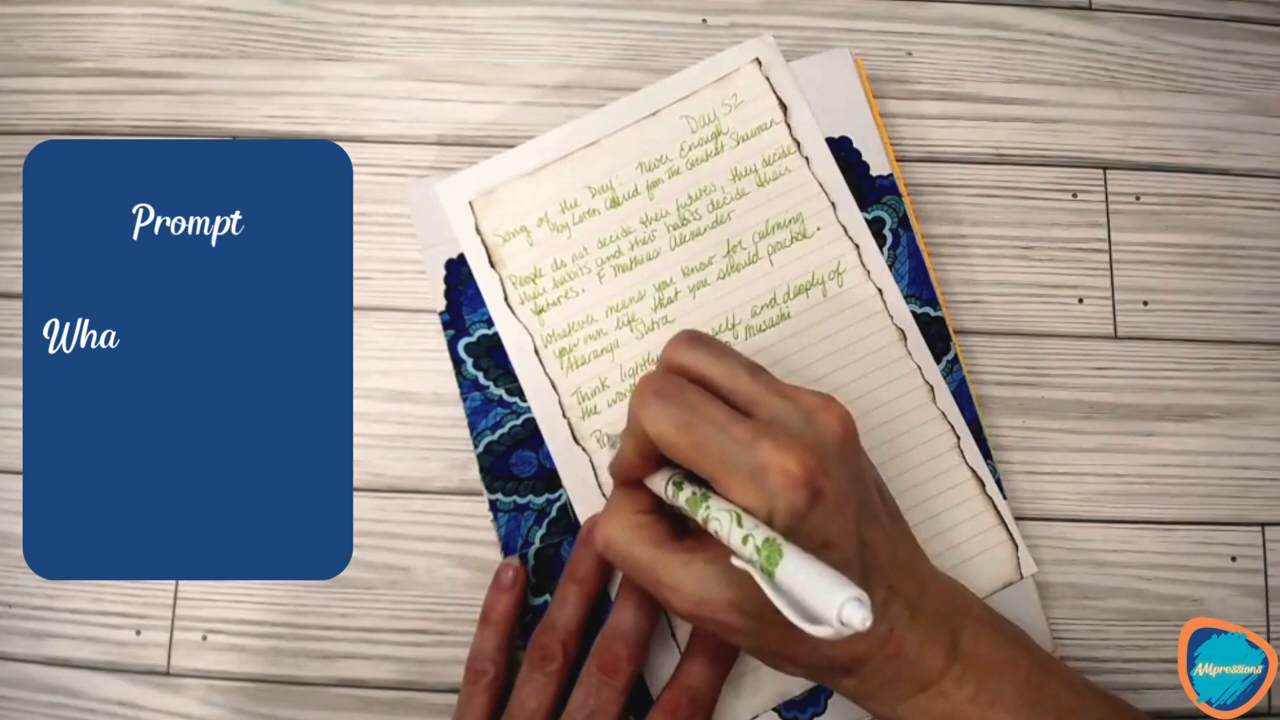 Prompt
Wha
Day 52
Song of the Day: Never Enough
by Loren Allred from The Greatest Showman
People do not decide their futures, they decide
their habits and their habits decide their
futures. F Mathias Alexander
Whatever means you know for calming
your own life that you should practice.
Akaranga Sutra
Think lightly self and deeply of
the Musashi
AMpressions